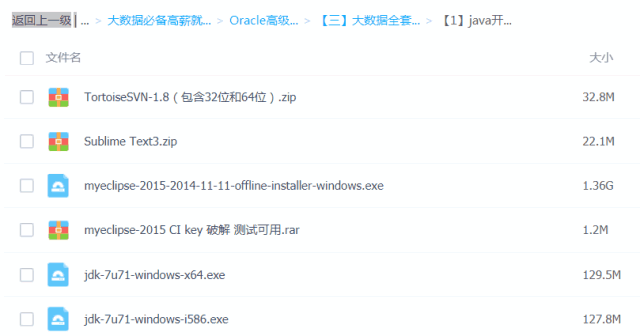 返回上一级 | ... > 大数据必备高薪就... > Oracle高级... > 【三】大数据全套... > 【1】java开...
文件名 大小
TortoiseSVN-1.8（包含32位和64位）.zip 32.8M
Sublime Text3.zip 22.1M
myeclipse-2015-2014-11-11-offline-installer-windows.exe 1.36G
myeclipse-2015 CI key 破解 测试可用.rar 1.2M
jdk-7u71-windows-x64.exe 129.5M
jdk-7u71-windows-i586.exe 127.8M